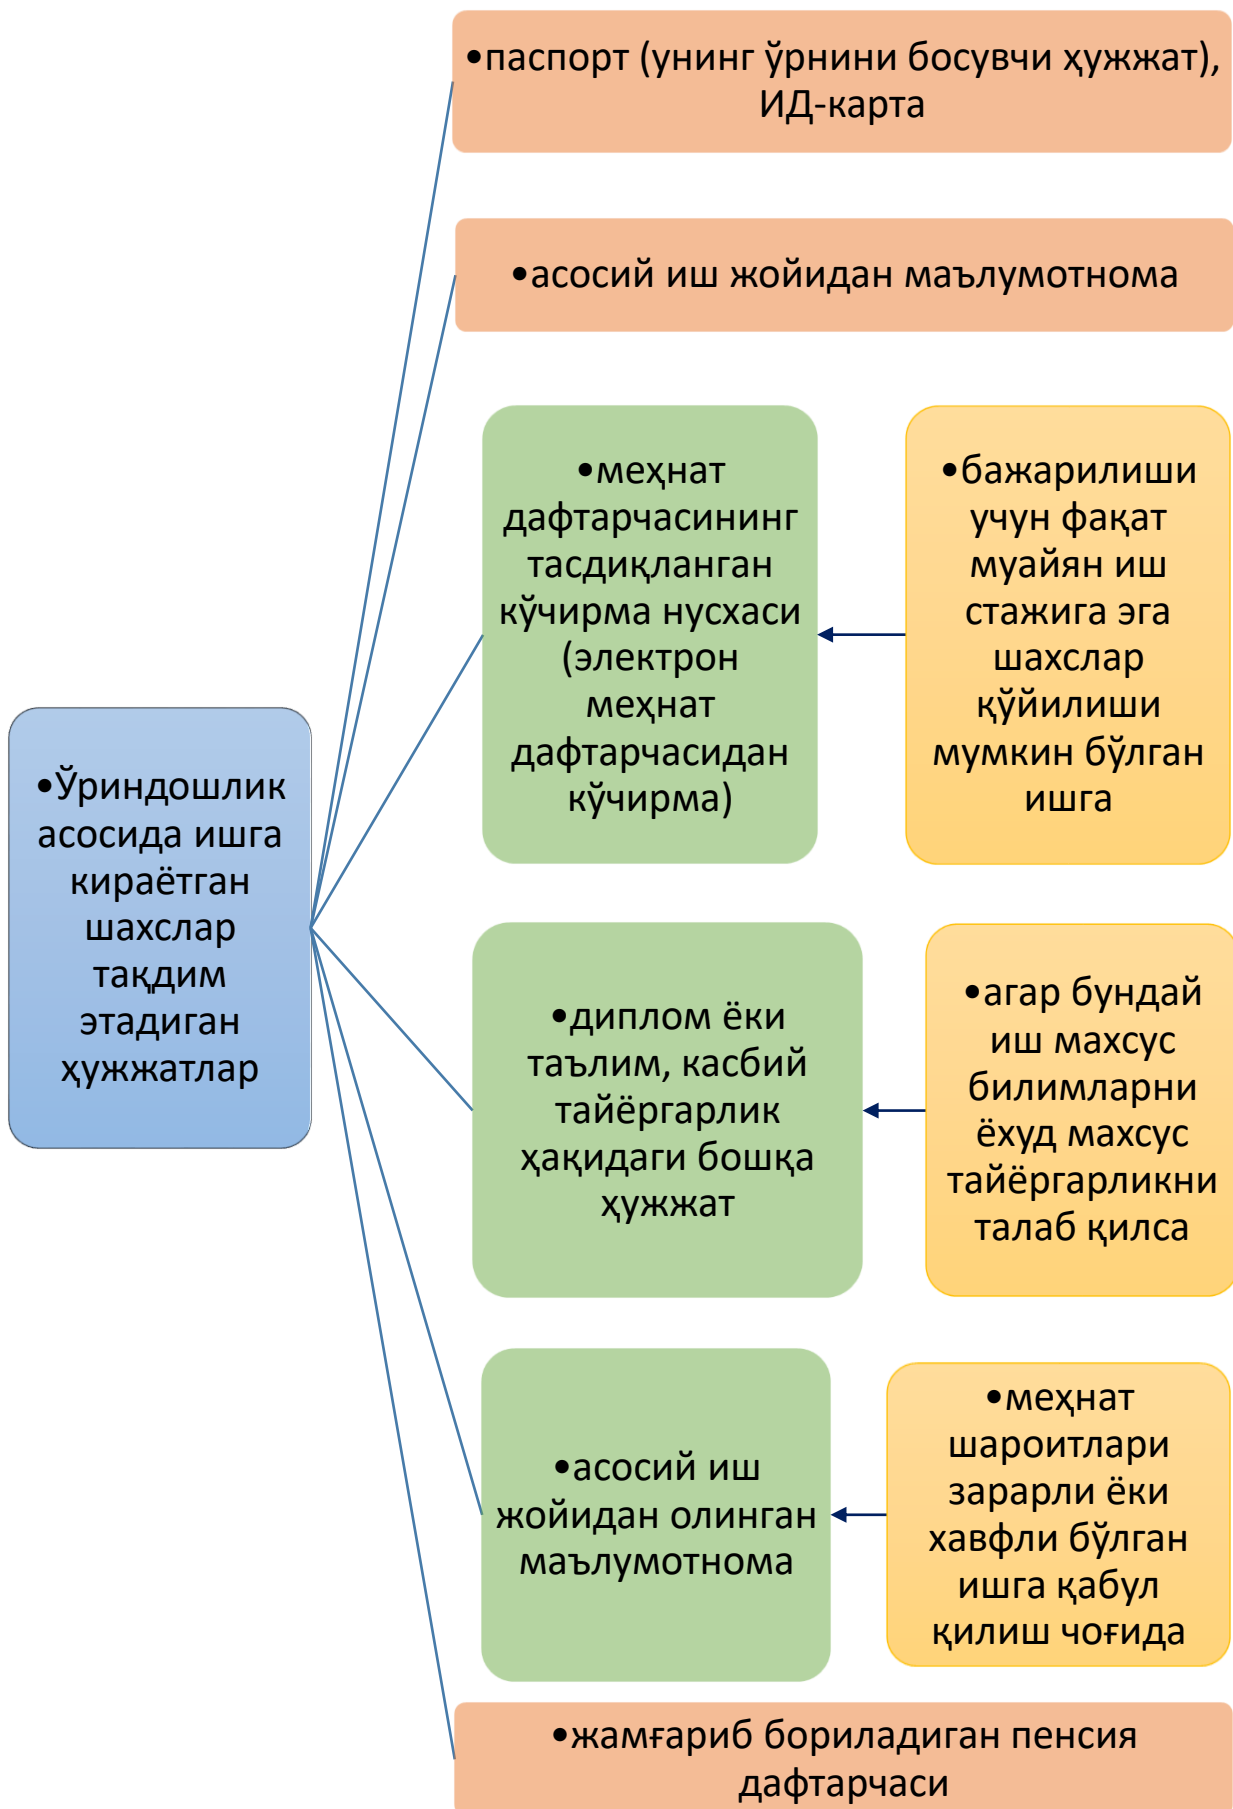 •паспорт (унинг ўрнини босувчи ҳужжат),
ИД-карта
•асосий иш жойидан маълумотнома
•меҳнат
дафтарчасининг
тасдиқланган
кўчирма нусхаси
(электрон
меҳнат
дафтарчасидан
кўчирма)
•бажарилиши
учун фақат
муайян иш
стажига эга
шахслар
қўйилиши
мумкин бўлган
ишга
•Ўриндошлик
асосида ишга
кираётган
шахслар
тақдим
этадиган
ҳужжатлар
•диплом ёки
таълим, касбий
тайёргарлик
ҳақидаги бошқа
ҳужжат
•агар бундай
иш махсус
билимларни
ёхуд махсус
тайёргарликни
талаб қилса
•асосий иш
жойидан олинган
маълумотнома
•меҳнат
шароитлари
зарарли ёки
хавфли бўлган
ишга қабул
қилиш чоғида
•жамғариб бориладиган пенсия
дафтарчаси